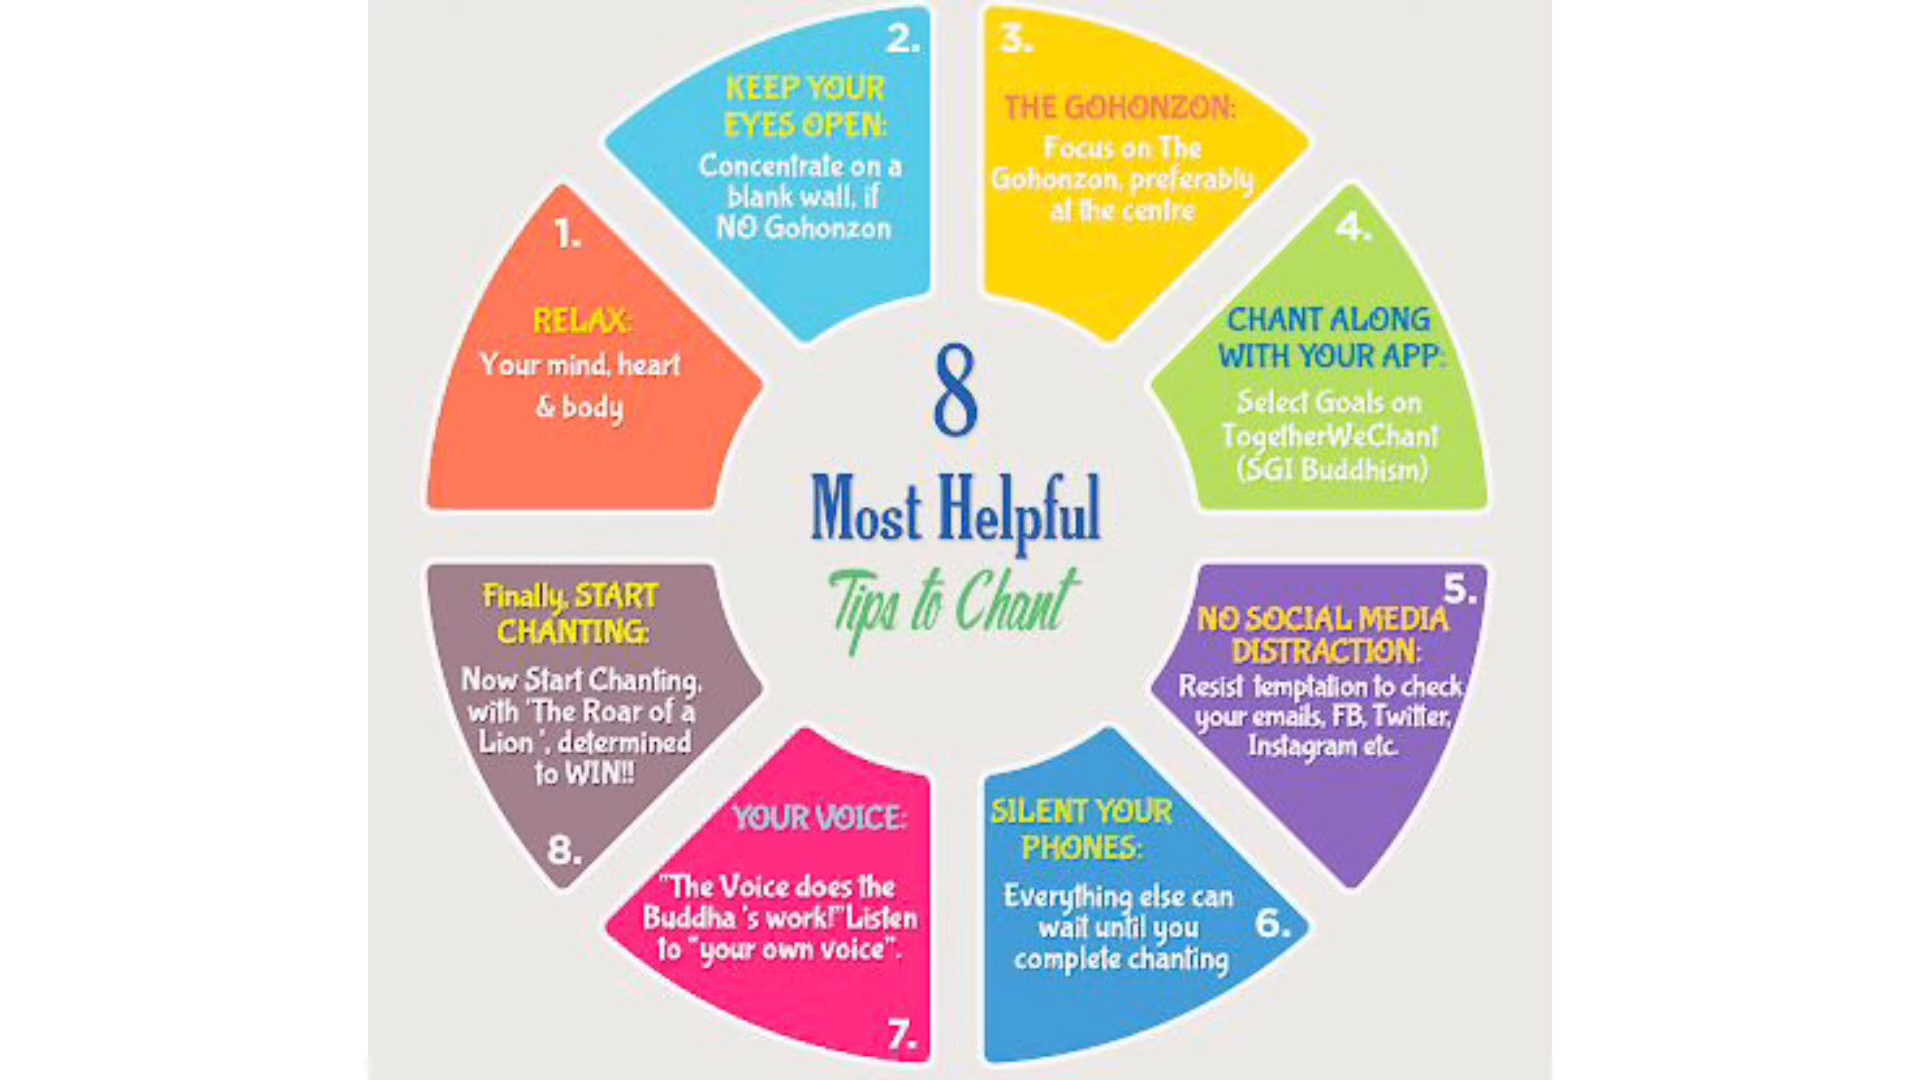 8
Most Helpful
Tips to Chant
1.
RELAX:
Your mind, heart
& body
2.
KEEP YOUR
EYES OPEN:
Concentrate on a
blank wall, if
NO Gohonzon
3.
THE GOHONZON:
Focus on The
Gohonzon, preferably
at the centre
4.
CHANT ALONG
WITH YOUR APP:
Select Goals on
TogetherWeChant
(SGI Buddhism)
5.
NO SOCIAL MEDIA
DISTRACTION:
Resist temptation to check
your emails, FB, Twitter,
Instagram etc.
SILENT YOUR
PHONES:
Everything else can
wait until you
complete chanting
6.
YOUR VOICE:
"The Voice does the
Buddha 's work!"Listen
to "your own voice".
7.
Finally, START
CHANTING:
Now Start Chanting,
with 'The Roar of a
Lion ', determined
to WIN!!
8.